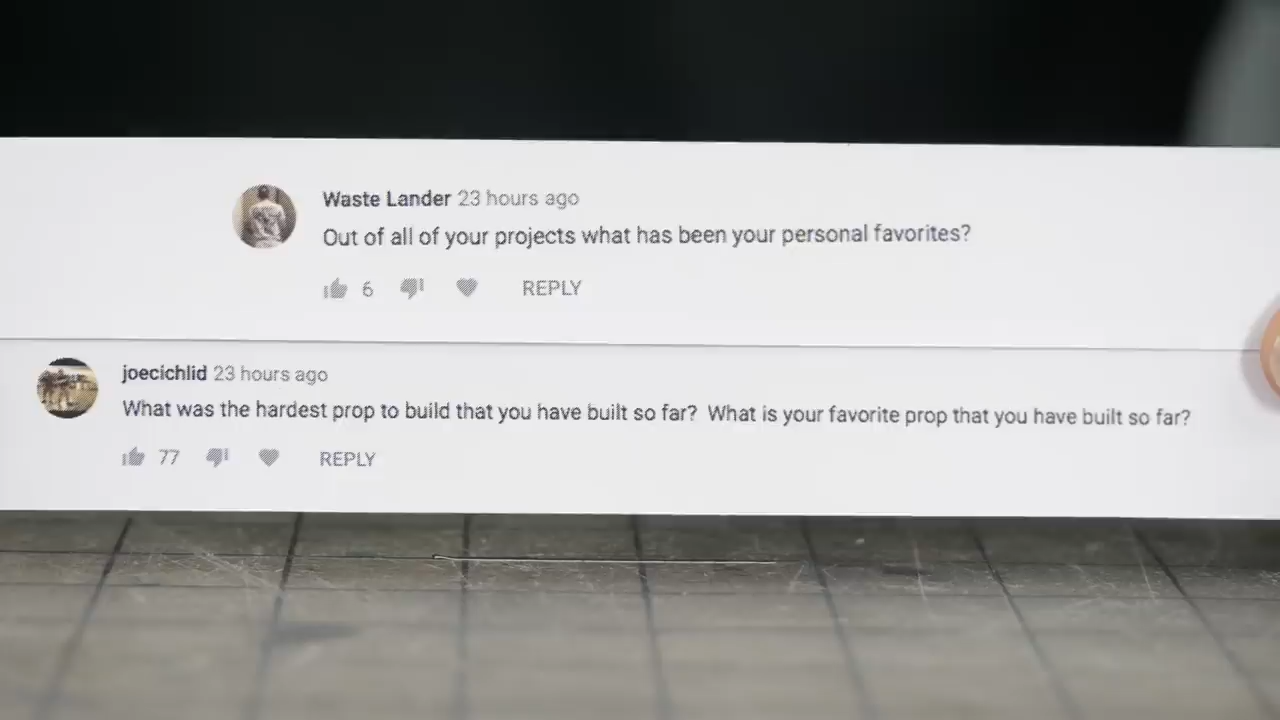 Waste Lander 23 hours ago
Out of all of your projects what has been your personal favorites?
6 REPLY
joecichlid 23 hours ago
What was the hardest prop to build that you have built so far? What is your favorite prop that you have built so far?
77 REPLY